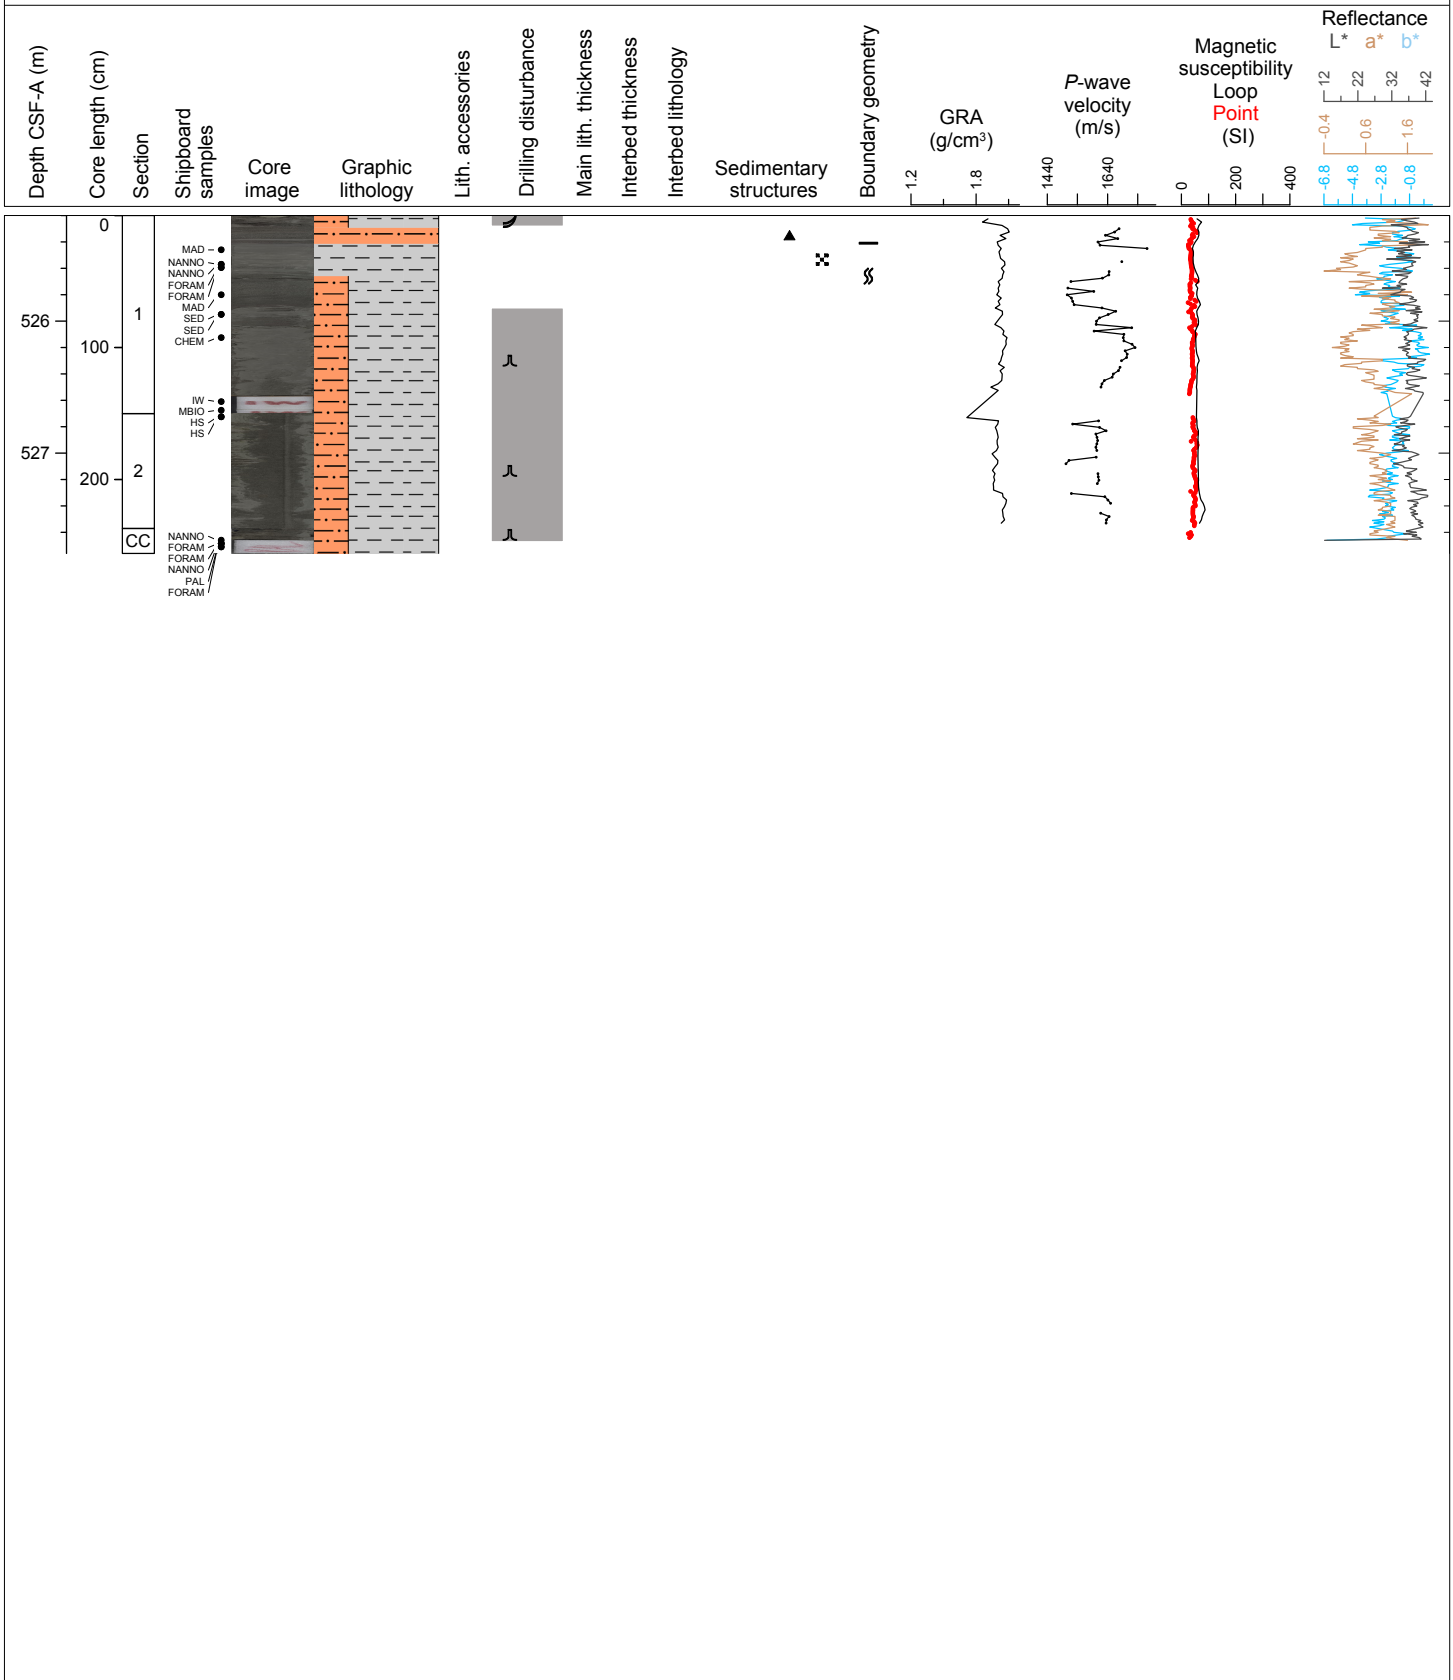 Depth CSF-A (m)
Core length (cm)
Section
Shipboard
samples
Core
image
Graphic
lithology
Lith. accessories
Drilling disturbance
Main lith. thickness
Interbed thickness
Interbed lithology
Sedimentary
structures
Boundary geometry
GRA
(g/cm³)
1.2
1.8
P-wave
velocity
(m/s)
1440
1640
Magnetic
susceptibility
Loop
Point
(SI)
0
200
400
Reflectance
L* a* b*
12
22
32
42
-0.4
0.6
1.6
-6.8
-4.8
-2.8
-0.8
526
527
0
100
200
1
2
CC
MAD
NANNO
NANNO
FORAM
FORAM
MAD
SED
SED
CHEM
IW
MBIO
HS
HS
NANNO
FORAM
FORAM
NANNO
PAL
FORAM